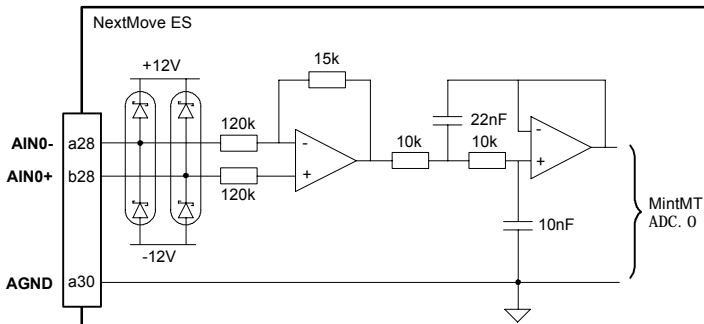 NextMove ES
+12V
15k
120k
22nF
AIN0-
a28
-
10k
10k
-
AIN0+
b28
+
+
120k
MintMT
ADC. 0
10nF
-12V
AGND
a30